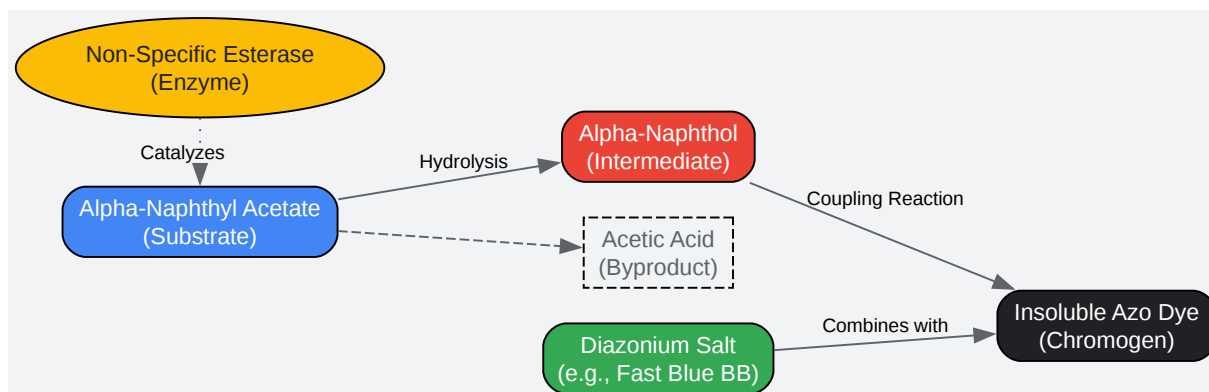 Non-Specific Esterase
(Enzyme)
Catalyzes
Alpha-Naphthyl Acetate
(Substrate)
Hydrolysis
Alpha-Naphthol
(Intermediate)
Acetic Acid
(Byproduct)
Coupling Reaction
Diazonium Salt
(e.g., Fast Blue BB)
Combines with
Insoluble Azo Dye
(Chromogen)